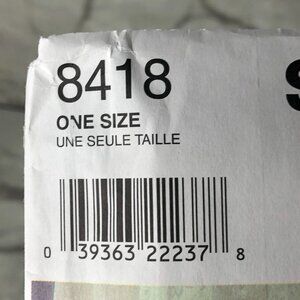 8418
ONE SIZE
UNE SEULE TAILLE
0 39363 22237 8